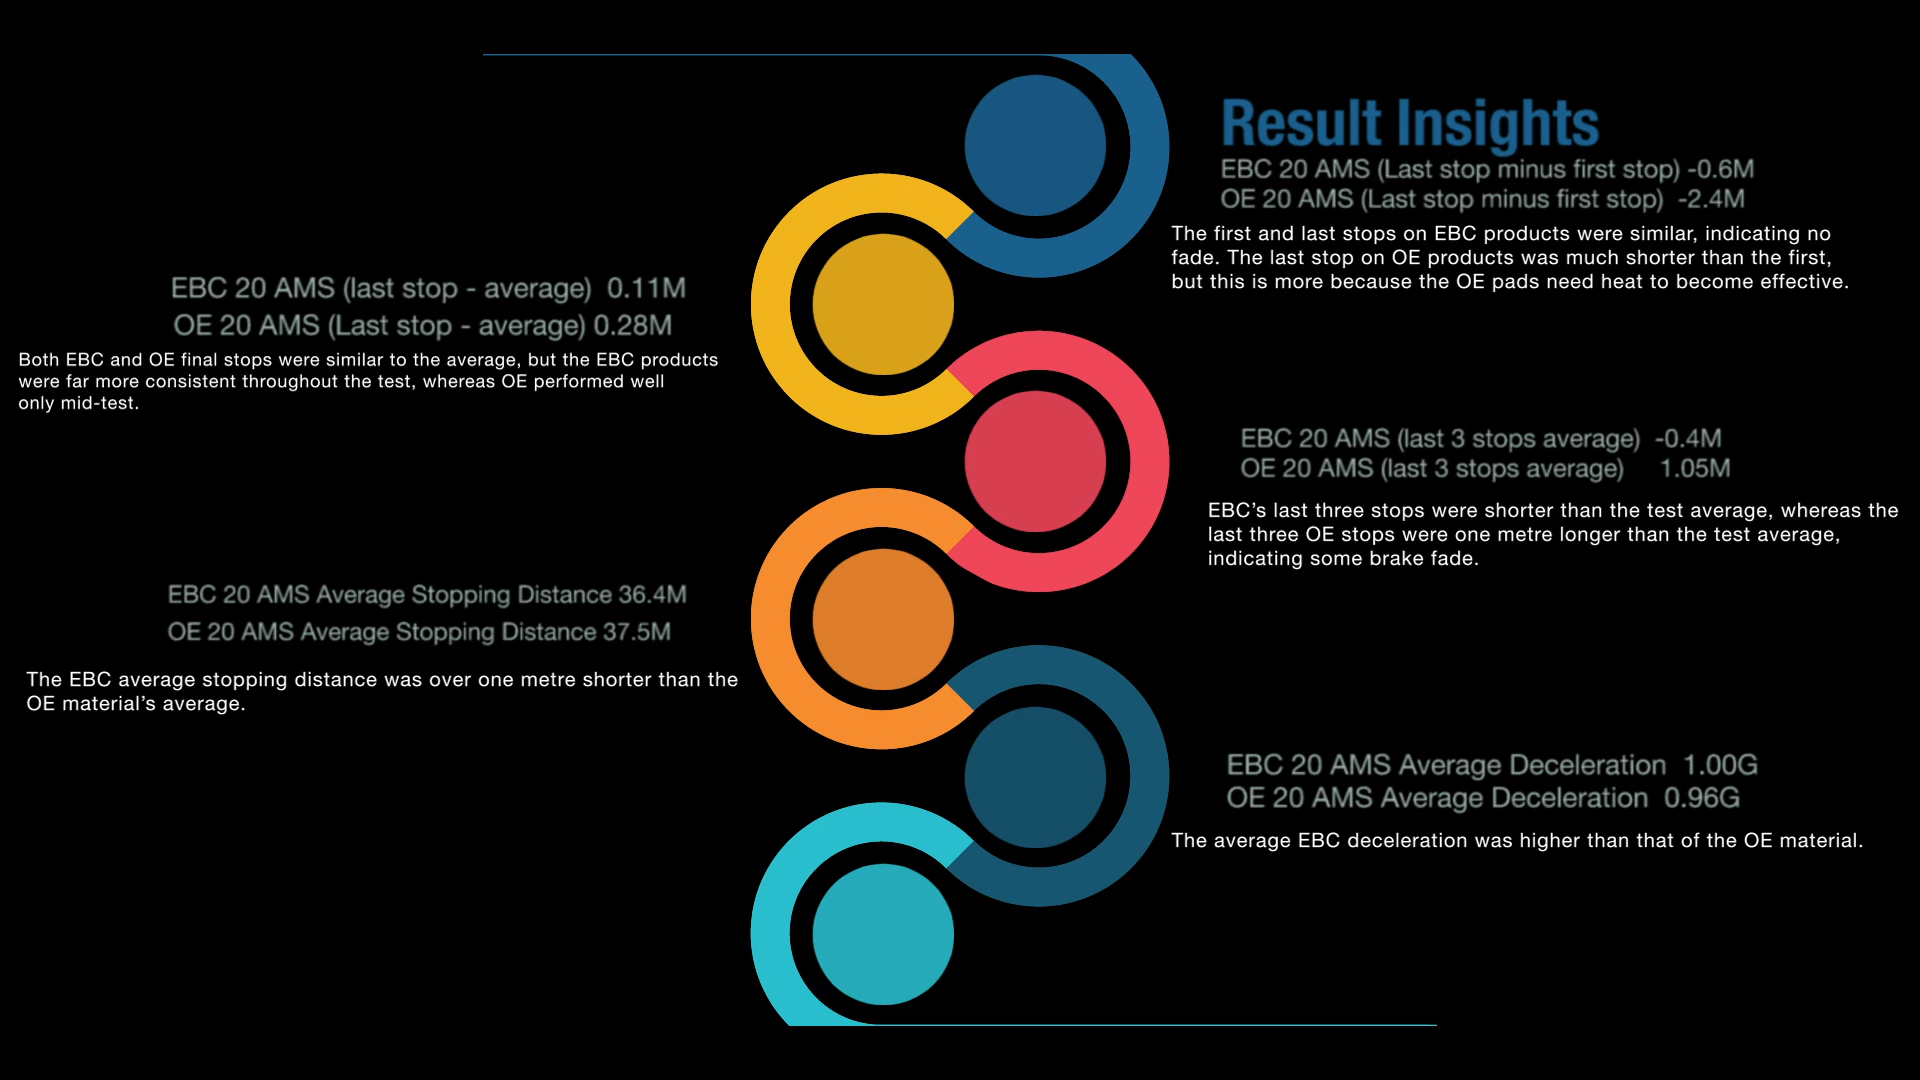 Result Insights
EBC 20 AMS (Last stop minus first stop) -0.6M
OE 20 AMS (Last stop minus first stop) -2.4M
The first and last stops on EBC products were similar, indicating no
fade. The last stop on OE products was much shorter than the first,
but this is more because the OE pads need heat to become effective.
EBC 20 AMS (last stop - average) 0.11M
OE 20 AMS (Last stop - average) 0.28M
Both EBC and OE final stops were similar to the average, but the EBC products
were far more consistent throughout the test, whereas OE performed well
only mid-test.
EBC 20 AMS (last 3 stops average) -0.4M
OE 20 AMS (last 3 stops average) 1.05M
EBC’s last three stops were shorter than the test average, whereas the
last three OE stops were one metre longer than the test average,
indicating some brake fade.
EBC 20 AMS Average Stopping Distance 36.4M
OE 20 AMS Average Stopping Distance 37.5M
The EBC average stopping distance was over one metre shorter than the
OE material’s average.
EBC 20 AMS Average Deceleration 1.00G
OE 20 AMS Average Deceleration 0.96G
The average EBC deceleration was higher than that of the OE material.